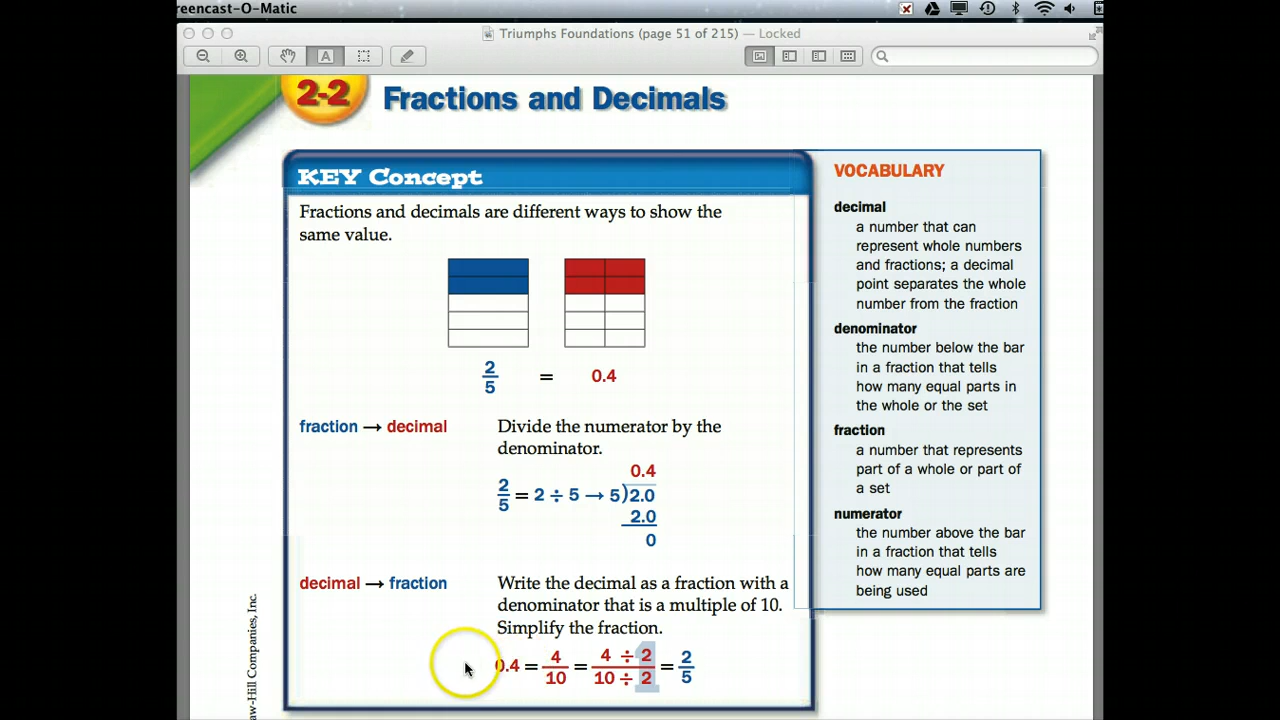 reencast-O-Matic
Triumphs Foundations (page 51 of 215) — Locked
2-2 Fractions and Decimals
KEY Concept
Fractions and decimals are different ways to show the
same value.
2/5 = 0.4
fraction → decimal
Divide the numerator by the
denominator.
0.4
2/5 = 2 ÷ 5 → 5)2.0
2.0
0
decimal → fraction
Write the decimal as a fraction with a
denominator that is a multiple of 10.
Simplify the fraction.
0.4 = 4/10 = 4 ÷ 2/10 ÷ 2 = 2/5
VOCABULARY
decimal
a number that can
represent whole numbers
and fractions; a decimal
point separates the whole
number from the fraction
denominator
the number below the bar
in a fraction that tells
how many equal parts in
the whole or the set
fraction
a number that represents
part of a whole or part of
a set
numerator
the number above the bar
in a fraction that tells
how many equal parts are
being used
aw-Hill Companies, Inc.